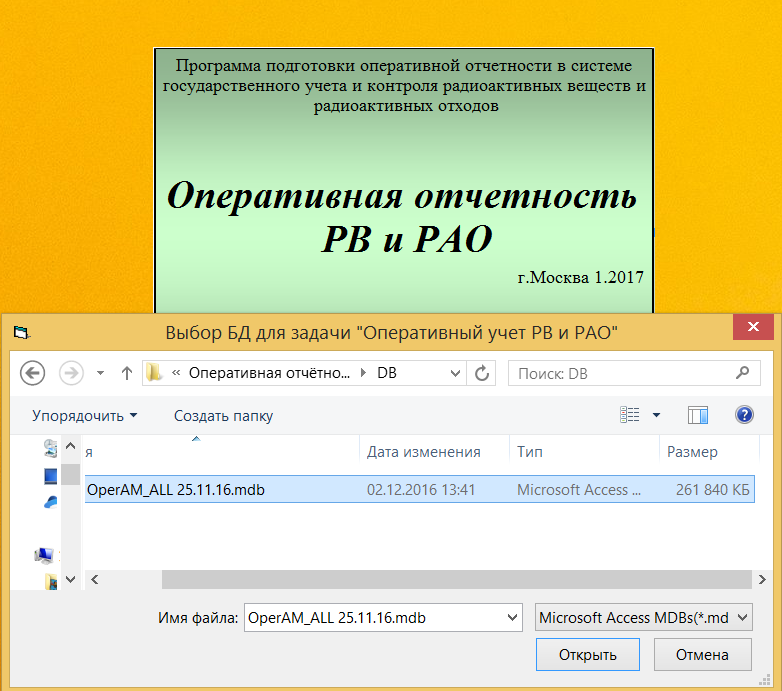 Программа подготовки оперативной отчетности в системе
государственного учета и контроля радиоактивных веществ и
радиоактивных отходов
Оперативная отчетность
РВ и РАО
г.Москва 1.2017
Выбор БД для задачи "Оперативный учет РВ и РАО"
« Оперативная отчётно... DB
Поиск: DB
Упорядочить
Создать папку
я Дата изменения Тип Размер
OperAM_ALL 25.11.16.mdb 02.12.2016 13:41 Microsoft Access ... 261 840 КБ
Имя файла: OperAM_ALL 25.11.16.mdb Microsoft Access MDBs(*.md
Открыть Отмена